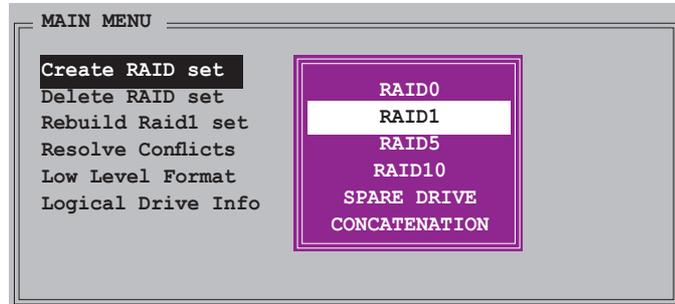 MAIN MENU
Create RAID set
Delete RAID set
Rebuild Raid1 set
Resolve Conflicts
Low Level Format
Logical Drive Info
RAID0
RAID1
RAID5
RAID10
SPARE DRIVE
CONCATENATION